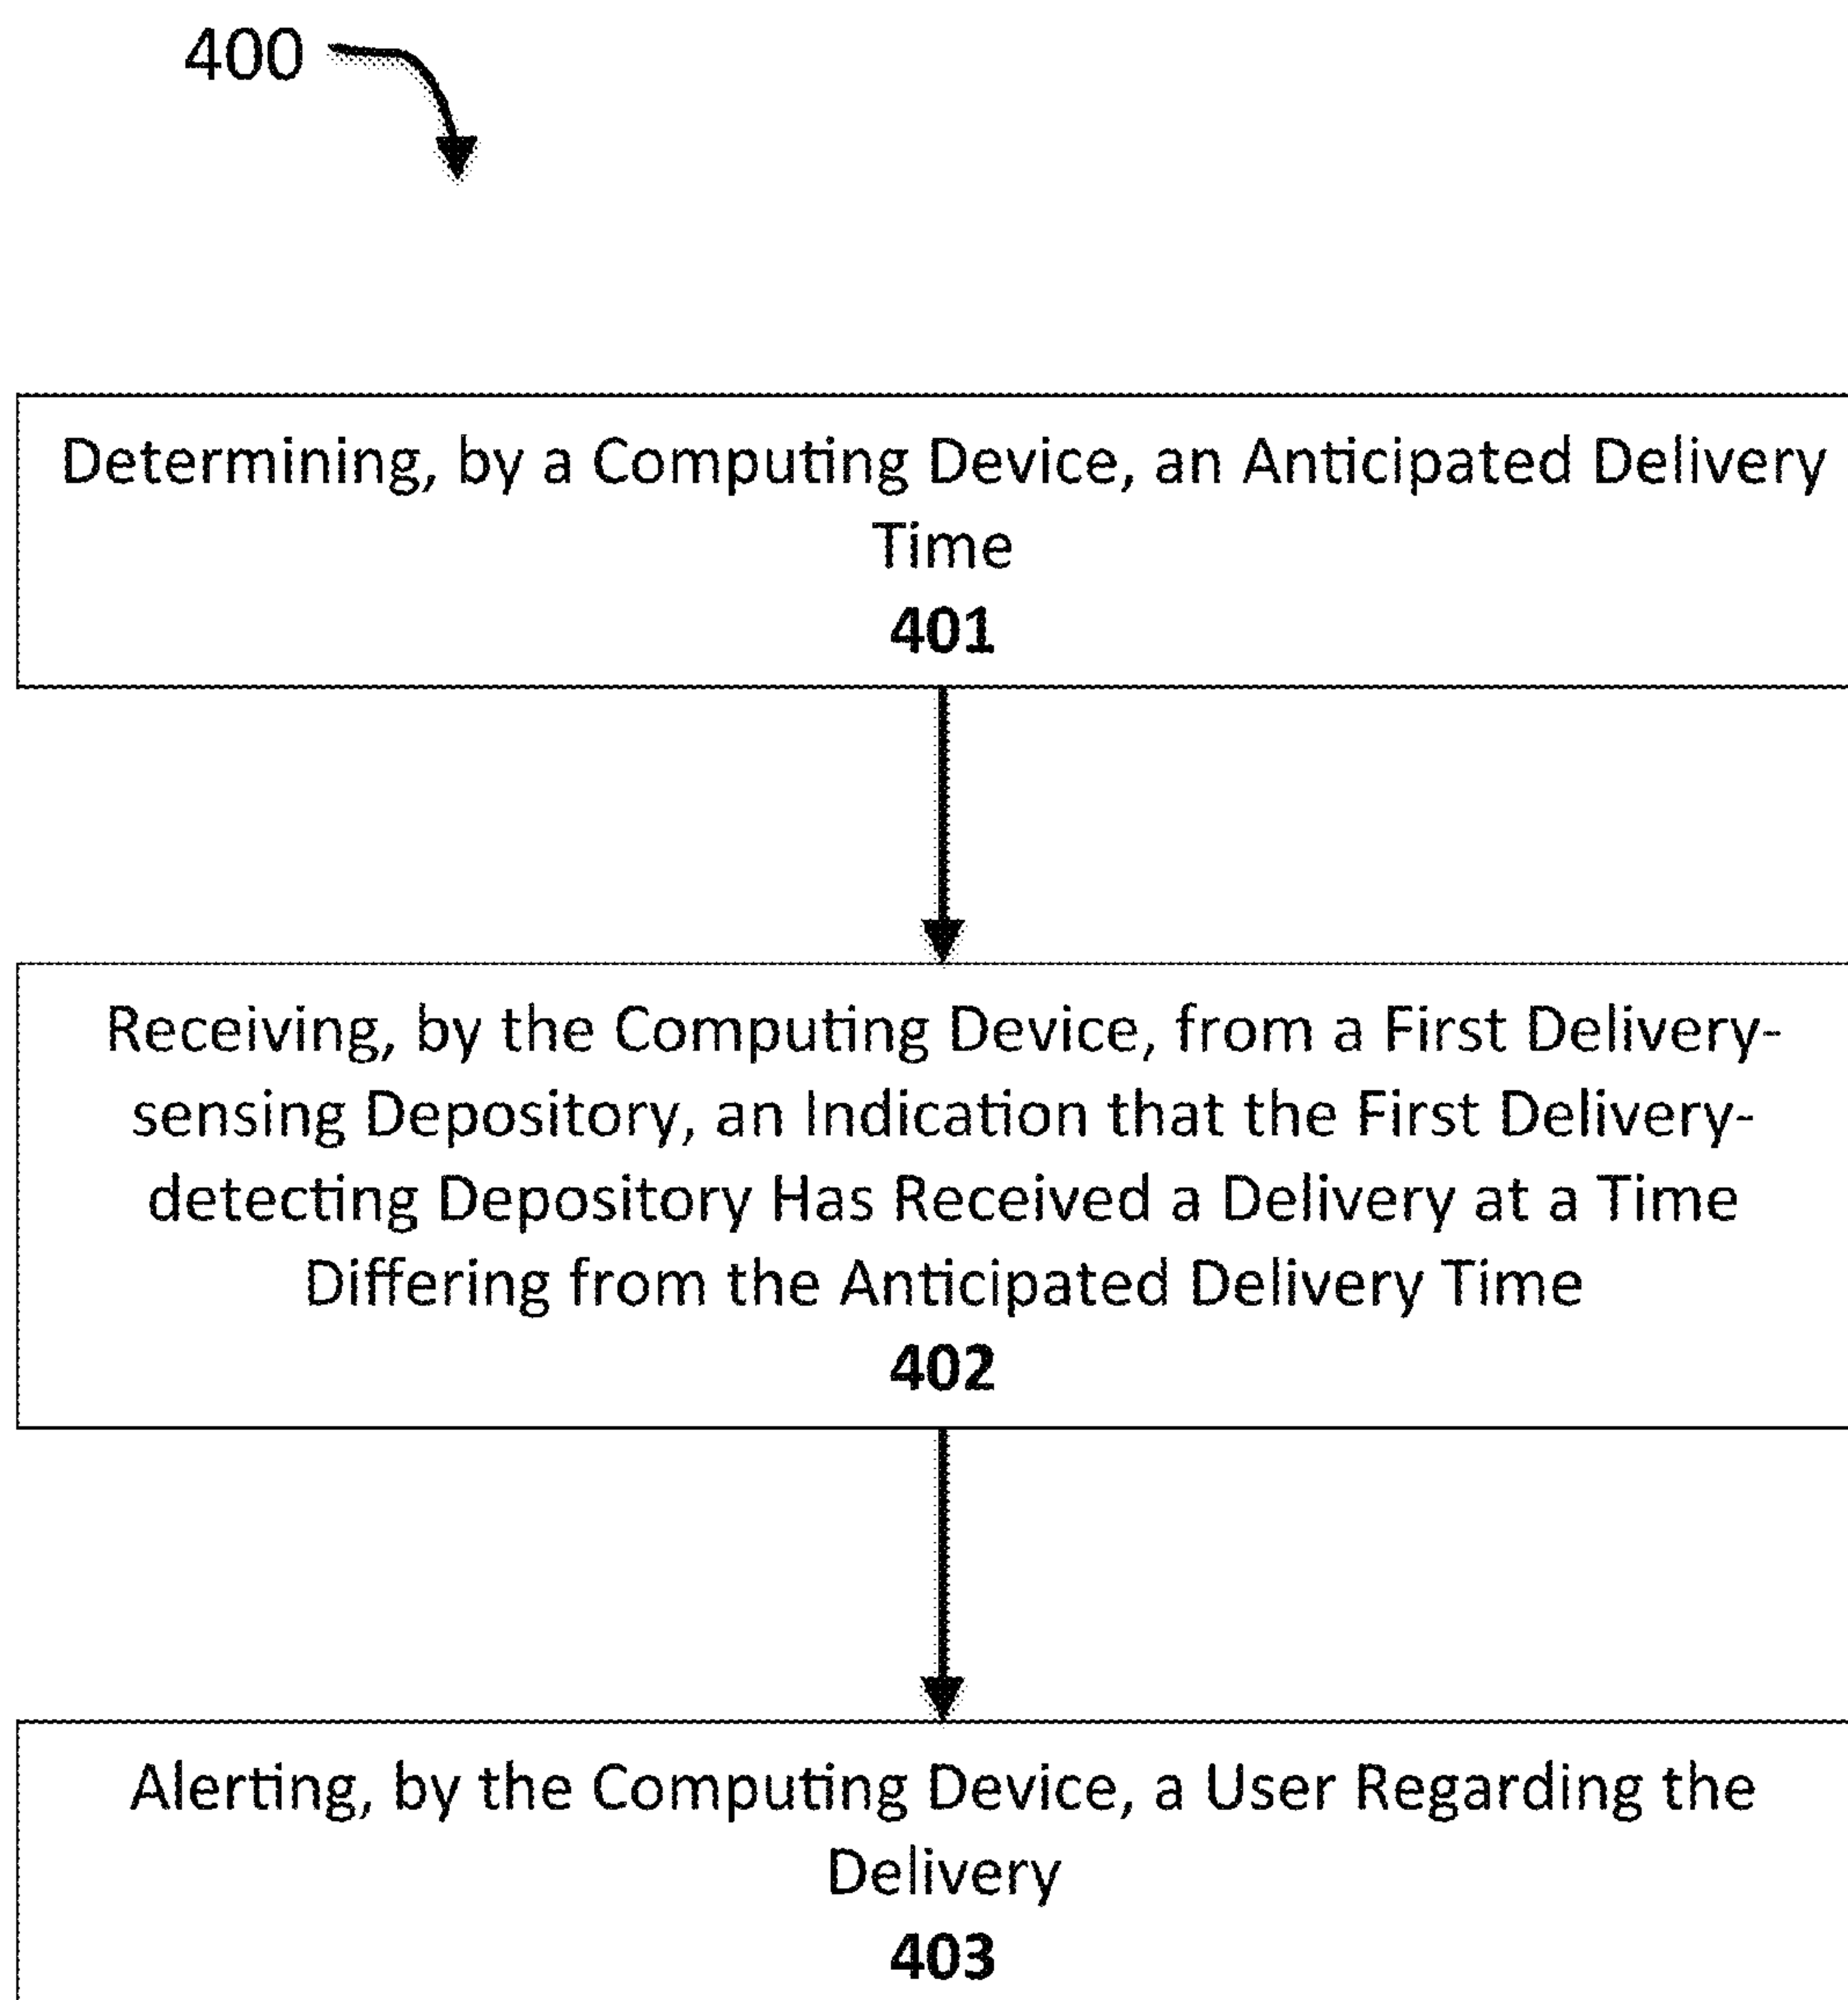 400
Determining, by a Computing Device, an Anticipated Delivery
Time
401
Receiving, by the Computing Device, from a First Delivery-
sensing Depository, an Indication that the First Delivery-
detecting Depository Has Received a Delivery at a Time
Differing from the Anticipated Delivery Time
402
Alerting, by the Computing Device, a User Regarding the
Delivery
403